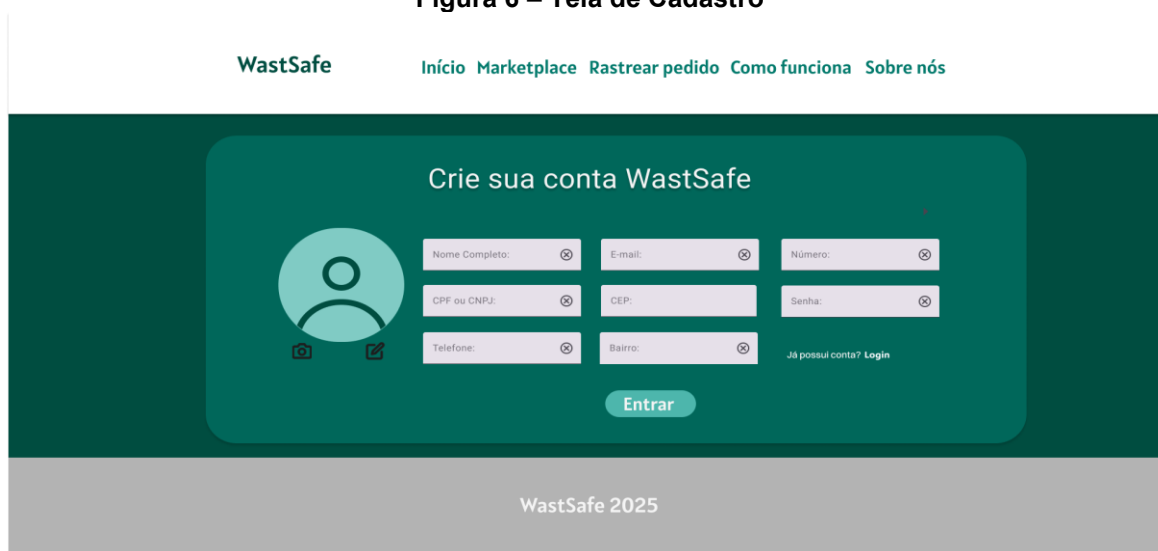 Figura 6 – Tela de Cadastro
WastSafe
Início Marketplace Rastrear pedido Como funciona Sobre nós
Crie sua conta WastSafe
Nome Completo: E-mail: Número:
CPF ou CNPJ: CEP: Senha:
Telefone: Bairro: Já possui conta? Login
Entrar
WastSafe 2025